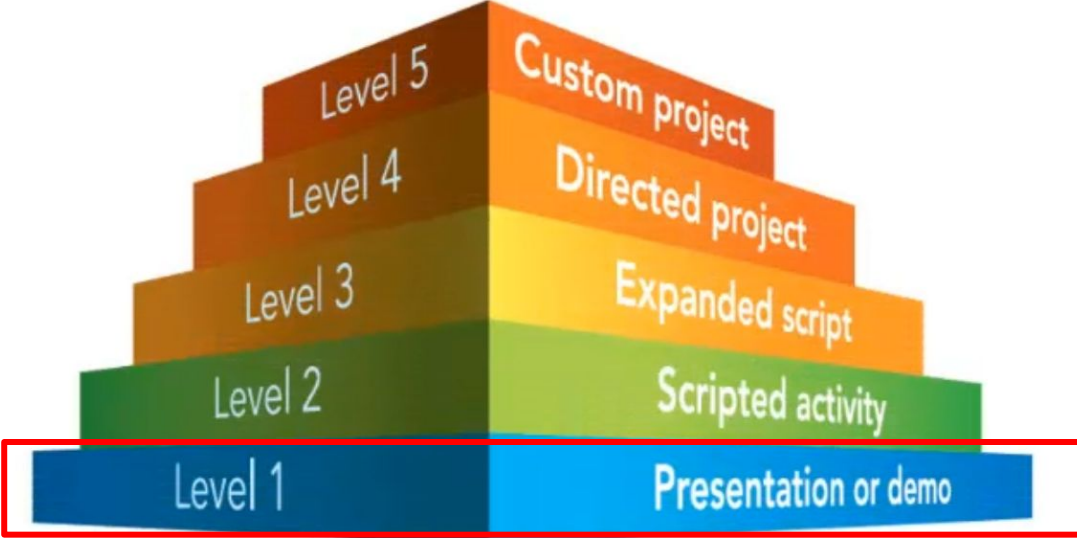 Level 5 Custom project
Level 4 Directed project
Level 3 Expanded script
Level 2 Scripted activity
Level 1 Presentation or demo